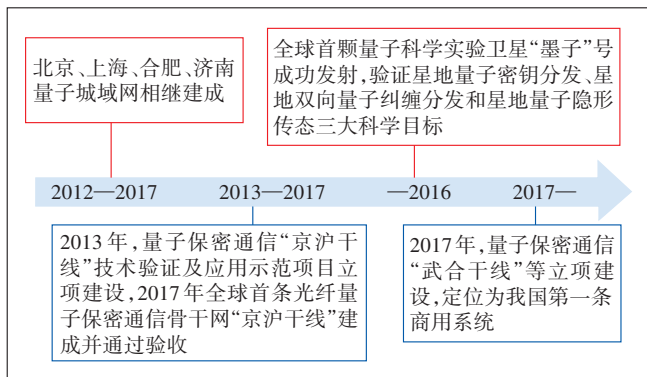 北京、上海、合肥、济南
量子城域网相继建成
全球首颗量子科学实验卫星“墨子”号
成功发射,验证星地量子密钥分发、星
地双向量子纠缠分发和星地量子隐形
传态三大科学目标
2012—2017 2013—2017 —2016 2017—
2013年,量子保密通信“京沪干
线”技术验证及应用示范项目立
项建设,2017年全球首条光纤量
子保密通信骨干网“京沪干线”建
成并通过验收
2017年,量子保密通信
“武合干线”等立项建
设,定位为我国第一条
商用系统